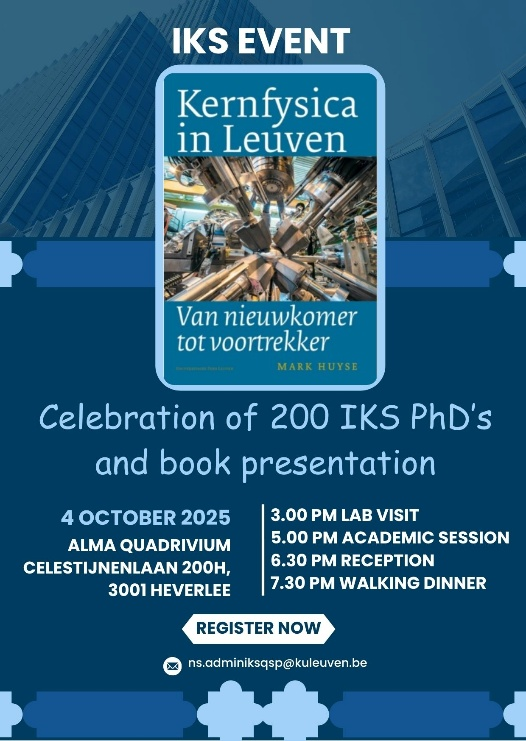 IKS EVENT
Kernfysica
in Leuven
Van nieuwkomer
tot voortrekker
MARK HUYSE
Celebration of 200 IKS PhD's
and book presentation
4 OCTOBER 2025
ALMA QUADRIVIUM
CELESTIJNENLAAN 200H,
3001 HEVERLEE
3.00 PM LAB VISIT
5.00 PM ACADEMIC SESSION
6.30 PM RECEPTION
7.30 PM WALKING DINNER
REGISTER NOW
ns.adminiksqsp@kuleuven.be